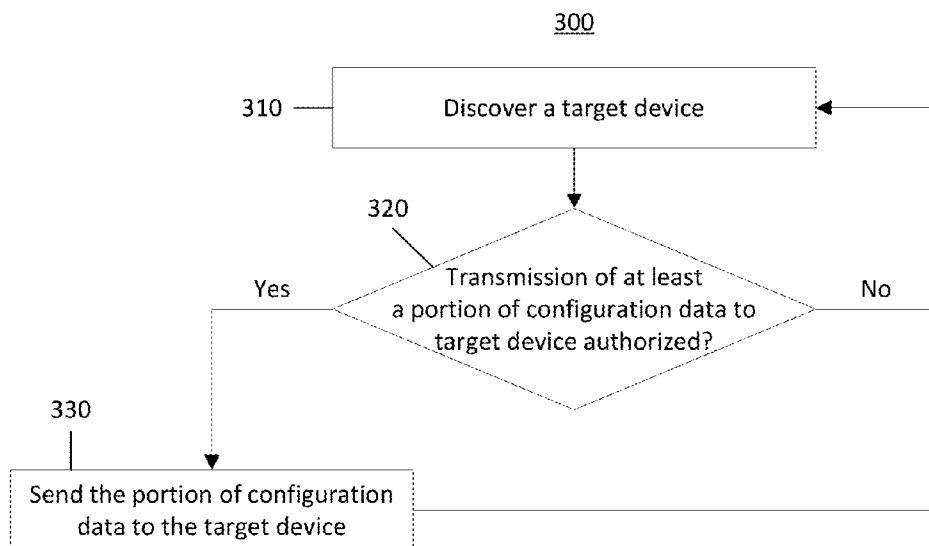 300
310
Discover a target device
320
Transmission of at least
a portion of configuration data to
target device authorized?
Yes
No
330
Send the portion of configuration
data to the target device